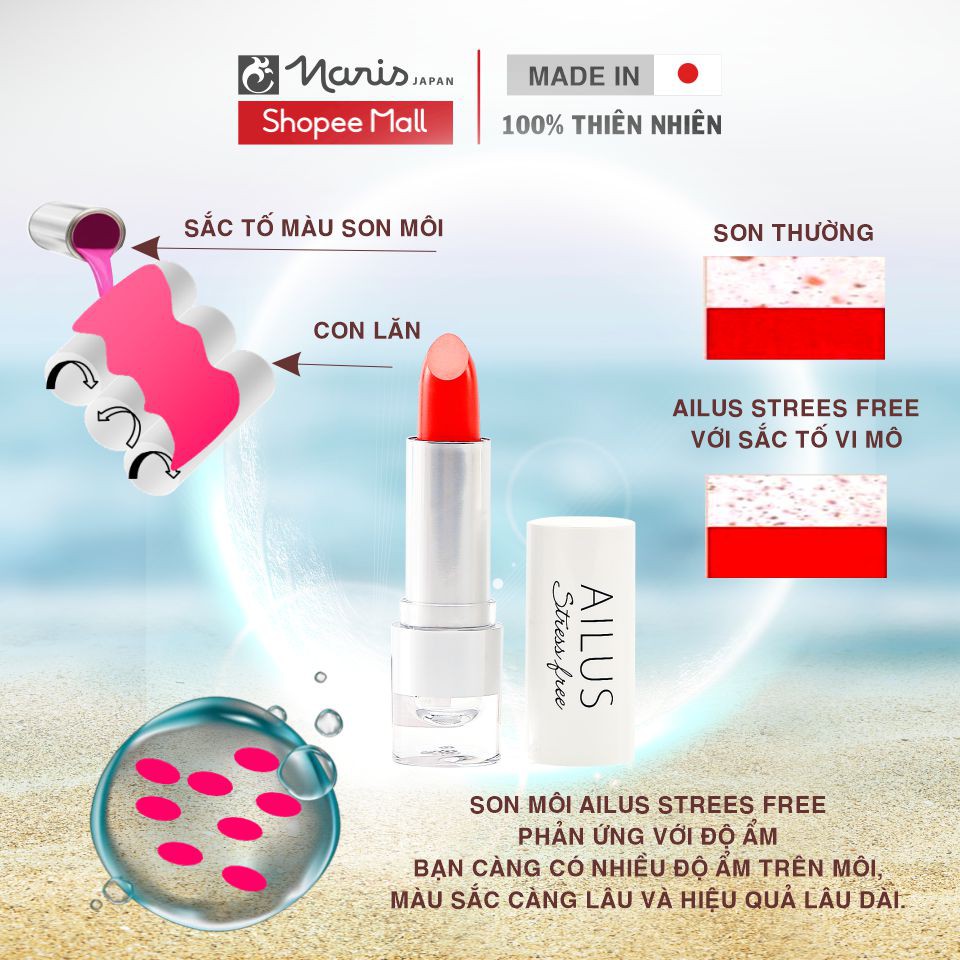 Naris JAPAN
Shopee Mall
MADE IN
100% THIÊN NHIÊN
SẮC TỐ MÀU SON MÔI
CON LĂN
SON THƯỜNG
AILUS STREES FREE
VỚI SẮC TỐ VI MÔ
AILUS
Stress free
SON MÔI AILUS STREES FREE
PHẢN ỨNG VỚI ĐỘ ẨM
BẠN CÀNG CÓ NHIỀU ĐỘ ẨM TRÊN MÔI,
MÀU SẮC CÀNG LÂU VÀ HIỆU QUẢ LÂU DÀI.